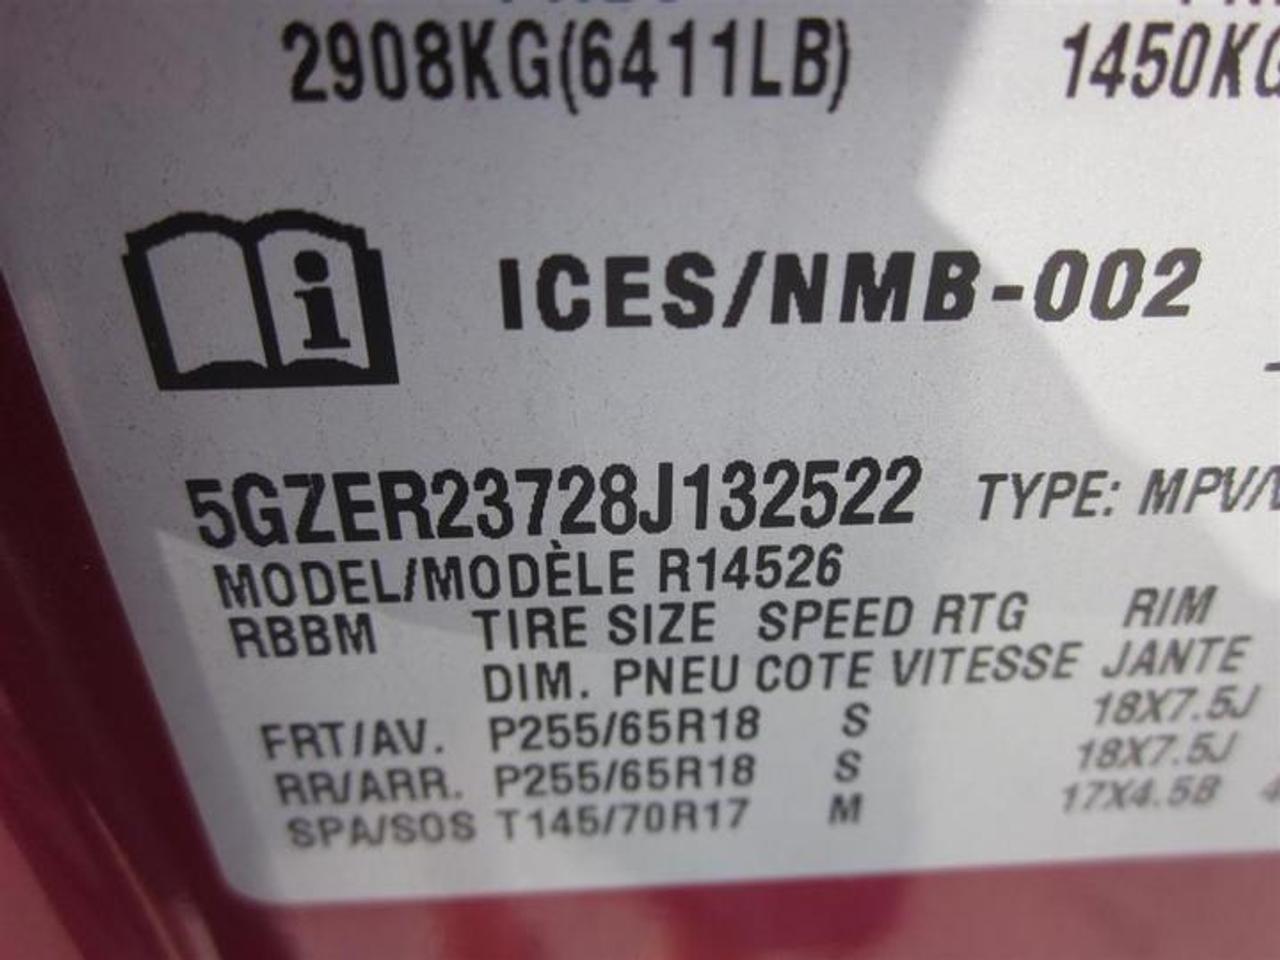 2908KG(6411LB) 1450KG
ICES/NMB-002
5GZER23728J132522 TYPE: MPV/
MODEL/MODÈLE R14526
RBBM TIRE SIZE SPEED RTG RIM
DIM. PNEU COTE VITESSE JANTE
FRT/AV. P255/65R18 S 18X7.5J
RR/ARR. P255/65R18 S 18X7.5J
SPA/SOS T145/70R17 M 17X4.5B